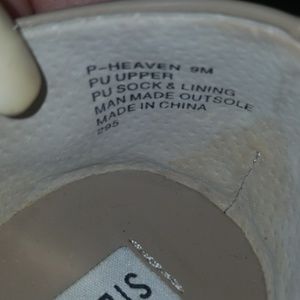 P-HEAVEN 9M
PU UPPER
PU SOCK & LINING
MAN MADE OUTSOLE
MADE IN CHINA
295